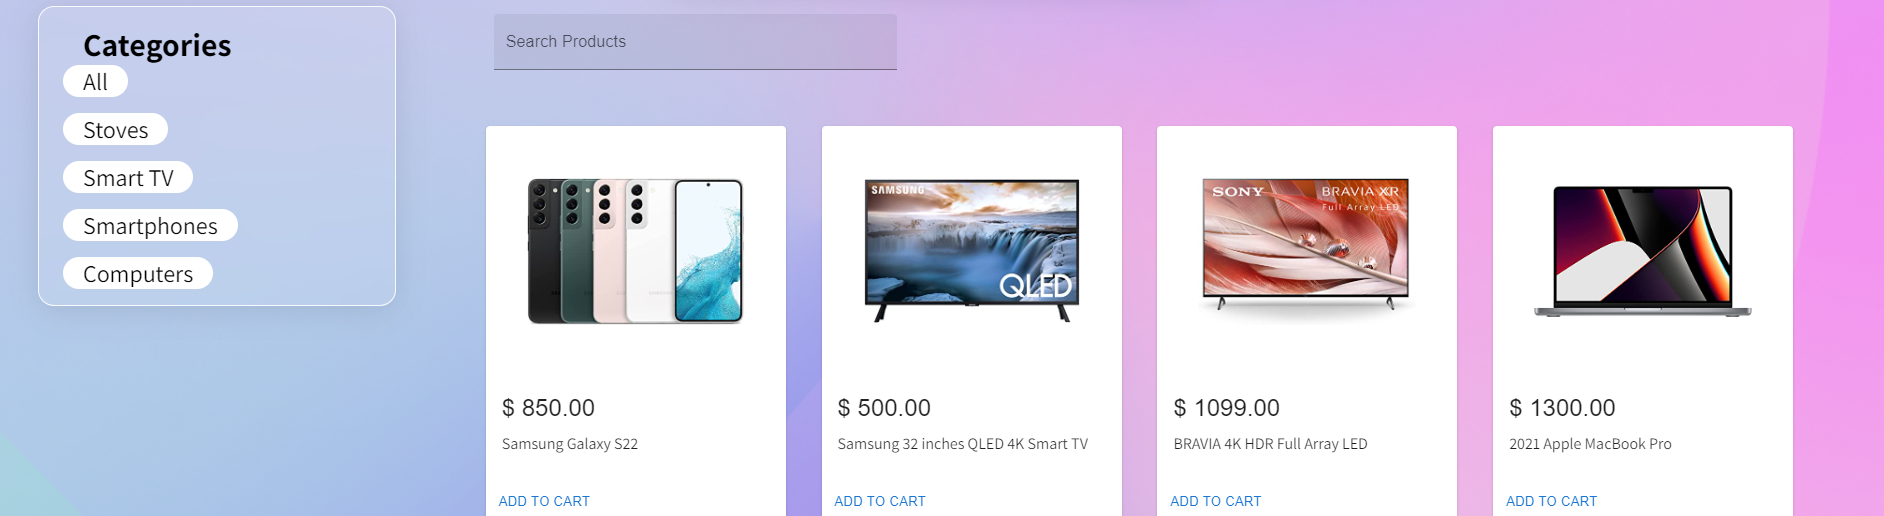 Categories
All
Stoves
Smart TV
Smartphones
Computers
Search Products
SAMSUNG
QLED
SONY
BRAVIA XR
Full Array LED
$ 850.00
Samsung Galaxy S22
ADD TO CART
$ 500.00
Samsung 32 inches QLED 4K Smart TV
ADD TO CART
$ 1099.00
BRAVIA 4K HDR Full Array LED
ADD TO CART
$ 1300.00
2021 Apple MacBook Pro
ADD TO CART